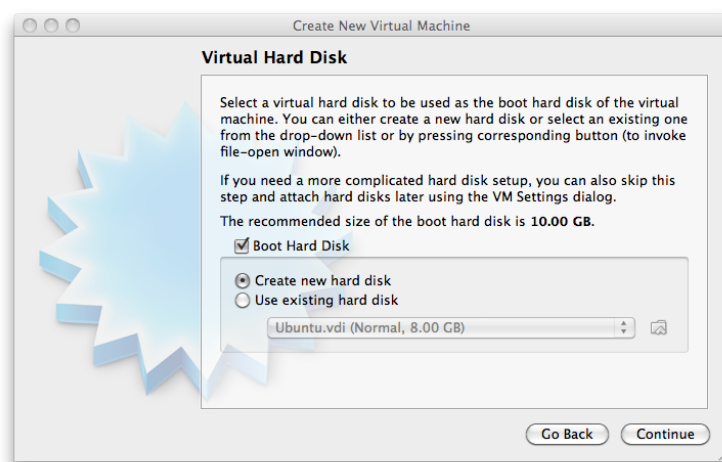 Create New Virtual Machine
Virtual Hard Disk
Select a virtual hard disk to be used as the boot hard disk of the virtual
machine. You can either create a new hard disk or select an existing one
from the drop-down list or by pressing corresponding button (to invoke
file-open window).
If you need a more complicated hard disk setup, you can also skip this
step and attach hard disks later using the VM Settings dialog.
The recommended size of the boot hard disk is 10.00 GB.
Boot Hard Disk
Create new hard disk
Use existing hard disk
Ubuntu.vdi (Normal, 8.00 GB)
Go Back Continue